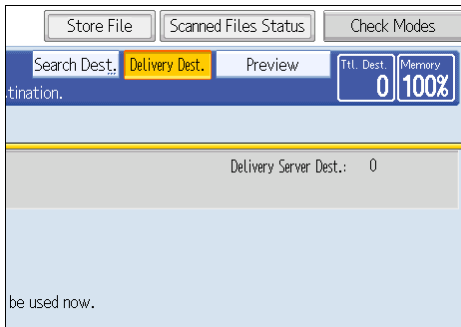 Store File Scanned Files Status Check Modes
Search Dest. Delivery Dest. Preview Ttl. Dest. 0 Memory 100%
tination.
Delivery Server Dest.: 0
be used now.